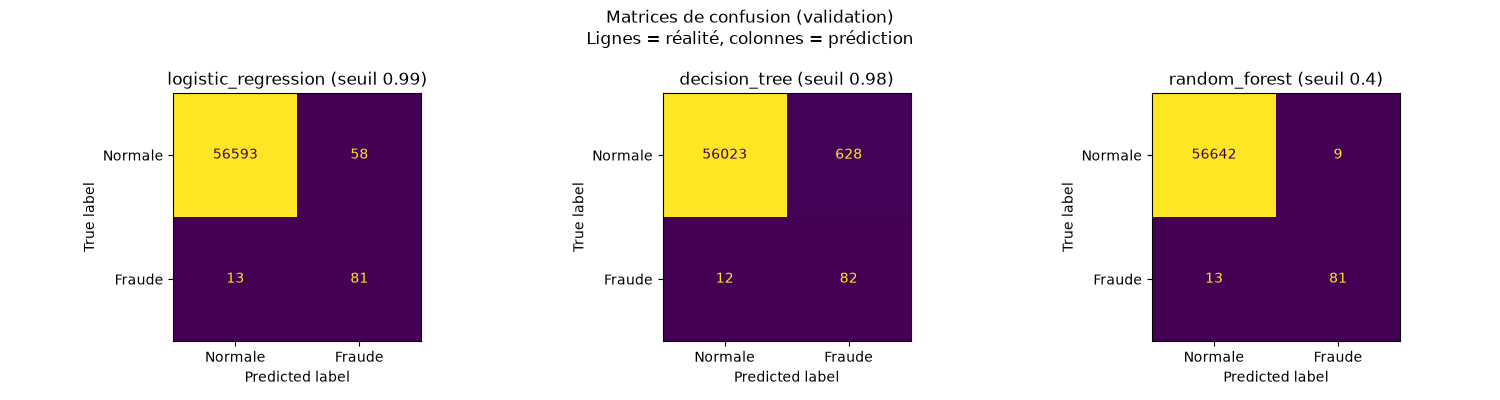 Matrices de confusion (validation)
Lignes = réalité, colonnes = prédiction
logistic_regression (seuil 0.99)
True label
Normale
56593
58
Fraude
13
81
Normale
Fraude
Predicted label
decision_tree (seuil 0.98)
True label
Normale
56023
628
Fraude
12
82
Normale
Fraude
Predicted label
random_forest (seuil 0.4)
True label
Normale
56642
9
Fraude
13
81
Normale
Fraude
Predicted label